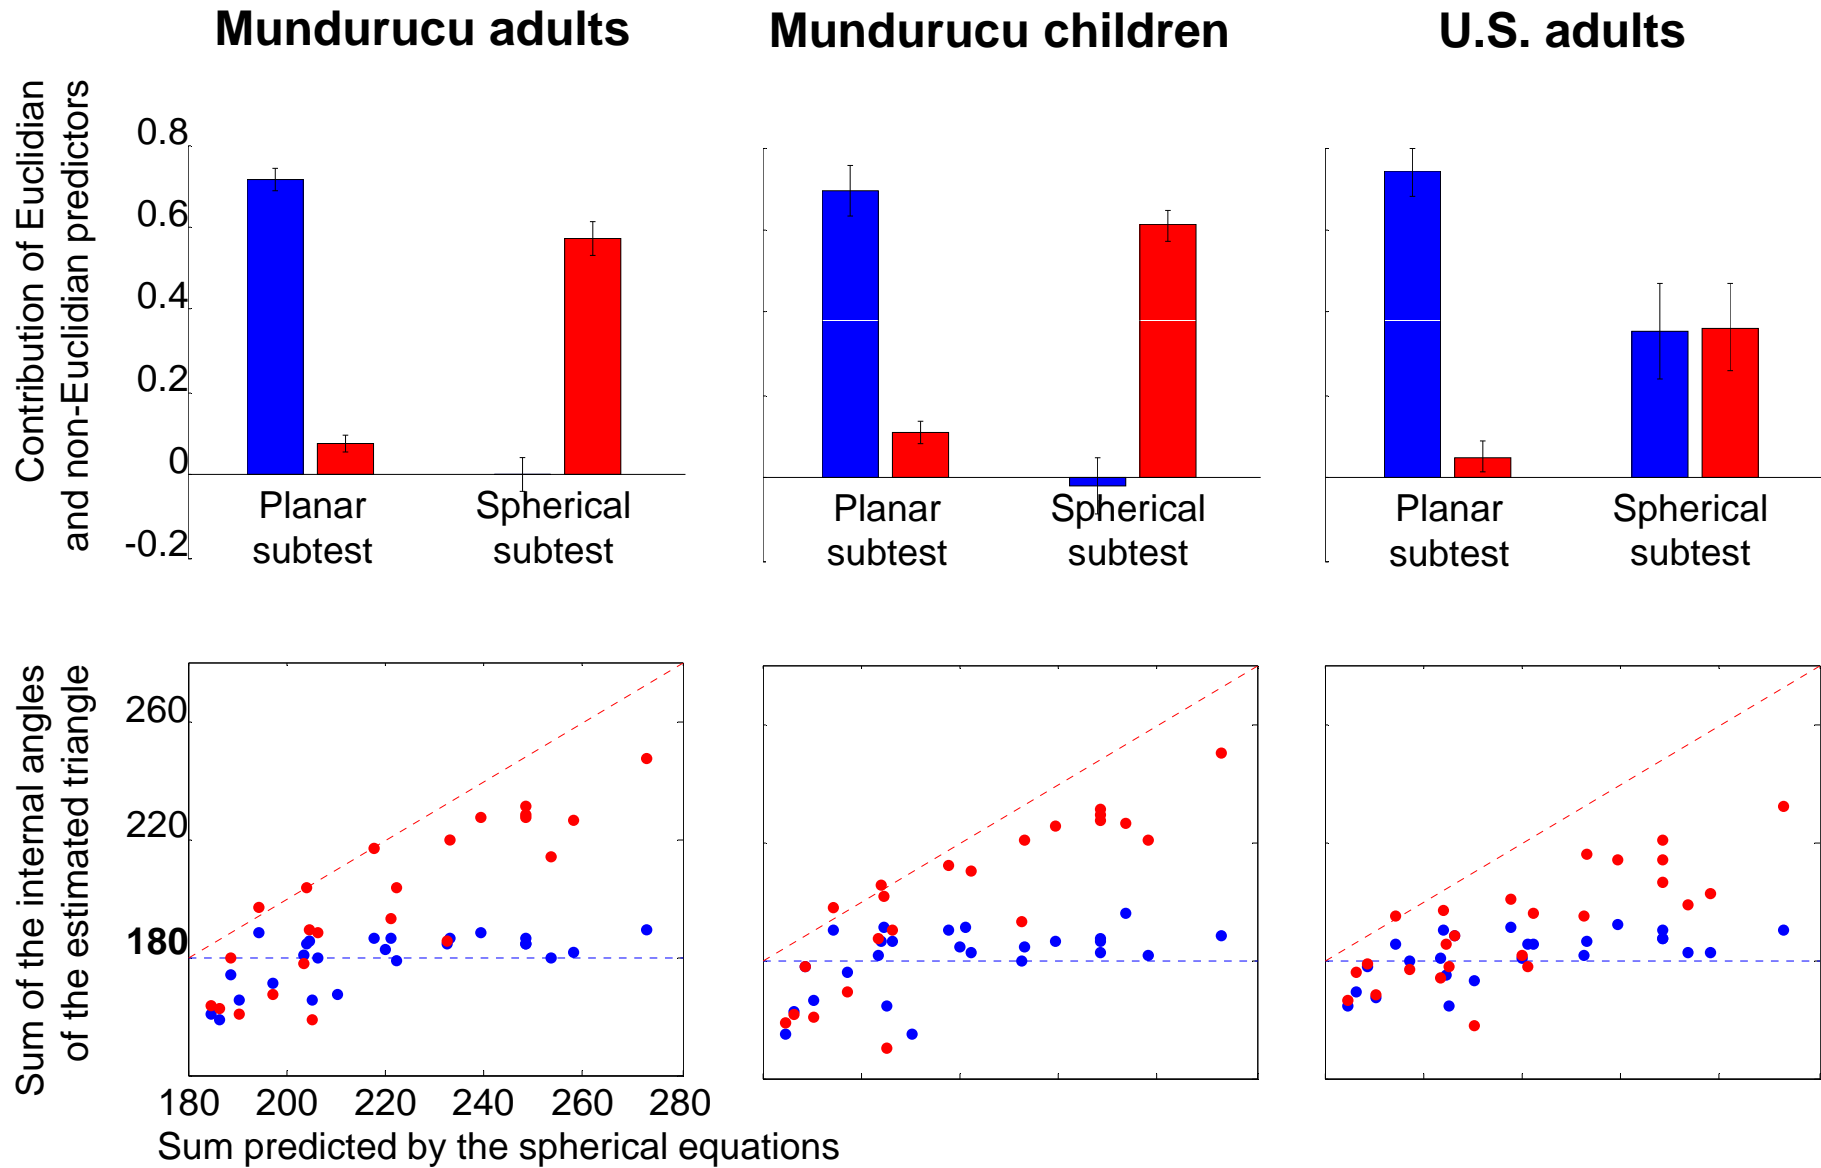 Mundurucu adults
Mundurucu children
U.S. adults
Contribution of Euclidian
and non-Euclidian predictors
0.8
0.6
0.4
0.2
0
-0.2
Planar
subtest
Spherical
subtest
Planar
subtest
Spherical
subtest
Planar
subtest
Spherical
subtest
Sum of the internal angles
of the estimated triangle
260
220
180
180 200 220 240 260 280
Sum predicted by the spherical equations